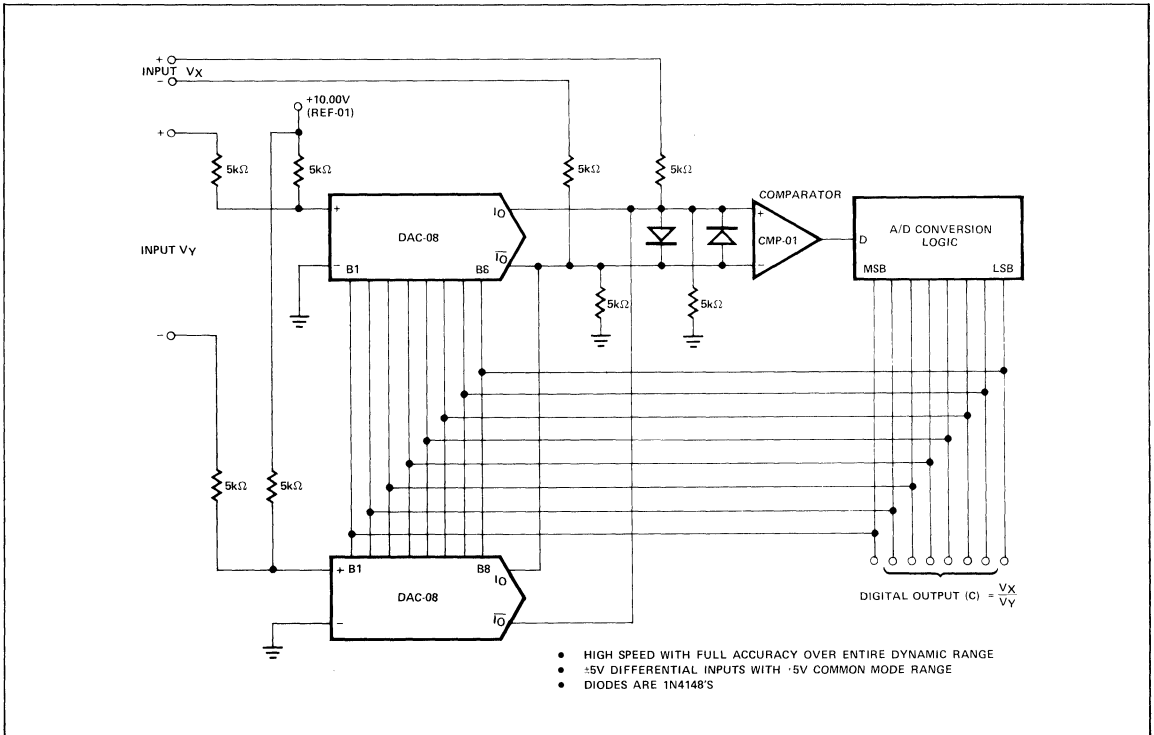 +
INPUT VX
−
+10.00V
(REF-01)
+
5kΩ
5kΩ
5kΩ
5kΩ
COMPARATOR
+
IO
DAC-08
INPUT VY
IO
−
B1
B6
+
CMP-01
−
A/D CONVERSION
LOGIC
D
MSB
LSB
5kΩ
5kΩ
−
5kΩ
5kΩ
+ B1
B8
IO
DAC-08
−
IO
DIGITAL OUTPUT (C) = VX/VY
• HIGH SPEED WITH FULL ACCURACY OVER ENTIRE DYNAMIC RANGE
• ±5V DIFFERENTIAL INPUTS WITH ·5V COMMON MODE RANGE
• DIODES ARE 1N4148'S